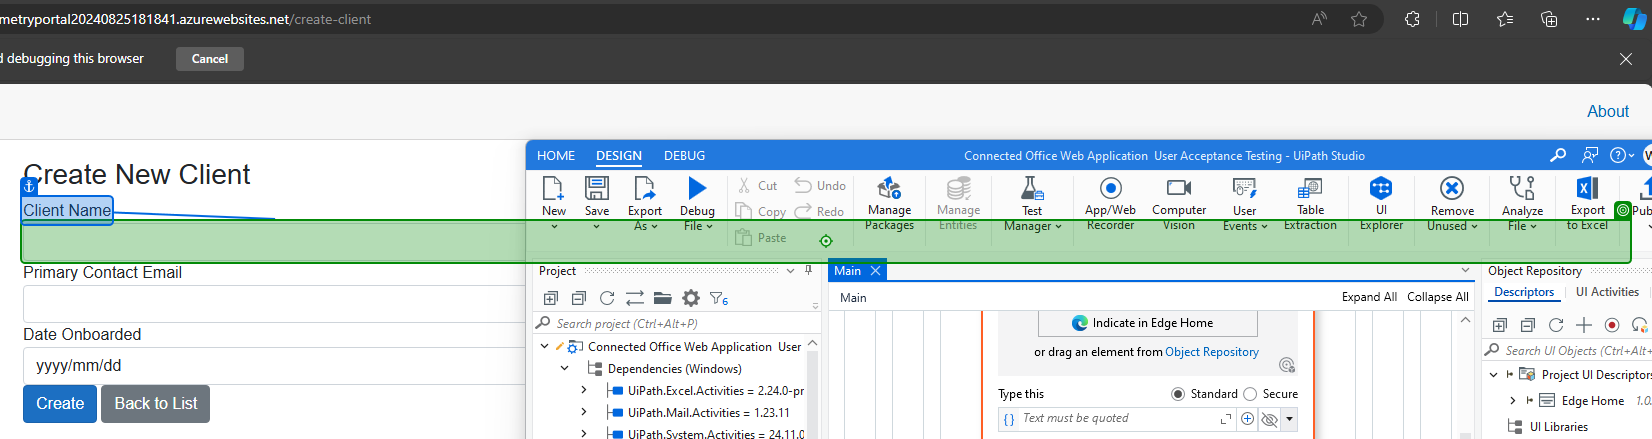 metryportal20240825181841.azurewebsites.net/create-client
d debugging this browser Cancel
About
HOME DESIGN DEBUG Connected Office Web Application User Acceptance Testing - UiPath Studio
Create New Client
Client Name
New Save Export As Debug File Cut Copy Paste Undo Redo Manage Packages Manage Entities Test Manager App/Web Recorder Computer Vision User Events Table Extraction UI Explorer Remove Unused Analyze File Export to Excel Pub
Primary Contact Email
Date Onboarded
yyyy/mm/dd
Create Back to List
Project
6
Search project (Ctrl+Alt+P)
Connected Office Web Application User
Dependencies (Windows)
UiPath.Excel.Activities = 2.24.0-pr
UiPath.Mail.Activities = 1.23.11
UiPath.System.Activities = 24.11.0
Main
Main Expand All Collapse All
Indicate in Edge Home
or drag an element from Object Repository
Type this Standard Secure
{ } Text must be quoted
Object Repository
Descriptors UI Activities
Search UI Objects (Ctrl+Alt+
Project UI Descriptors
Edge Home 1.0
UI Libraries